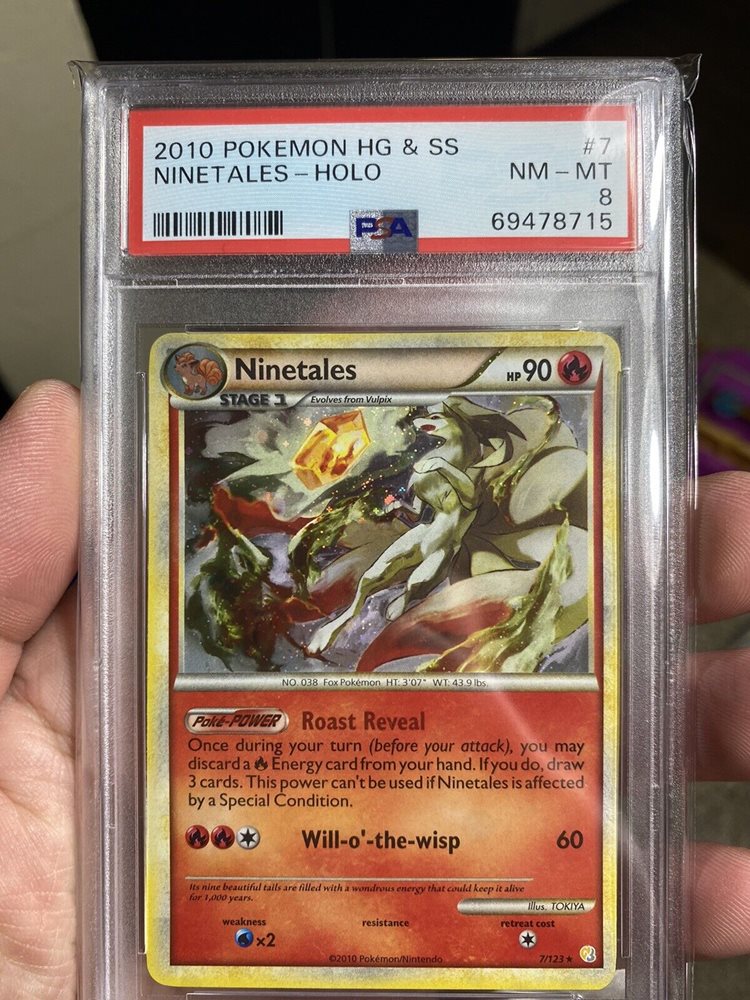 2010 POKEMON HG & SS #7
NINETALES – HOLO NM – MT
8
PSA 69478715
Ninetales HP 90
STAGE 1 Evolves from Vulpix
NO. 038 Fox Pokémon HT: 3'07" WT: 43.9 lbs.
Poké-POWER Roast Reveal
Once during your turn (before your attack), you may
discard a Energy card from your hand. If you do, draw
3 cards. This power can't be used if Ninetales is affected
by a Special Condition.
Will-o'-the-wisp 60
Its nine beautiful tails are filled with a wondrous energy that could keep it alive
for 1,000 years.
Illus. TOKIYA
weakness resistance retreat cost
×2
©2010 Pokémon/Nintendo 7/123 ★